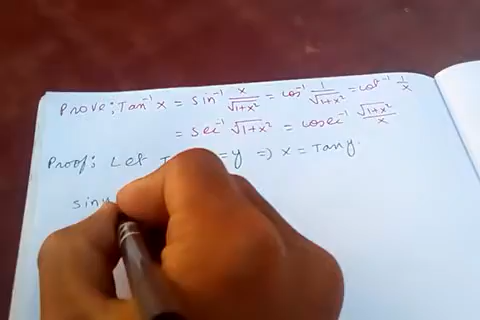 Prove: Tan⁻¹ x = sin⁻¹ x/√1+x² = cos⁻¹ 1/√1+x² = cot⁻¹ 1/x
= sec⁻¹ √1+x² = cosec⁻¹ √1+x²/x
Proof: Let = y => x = Tan y.
siny